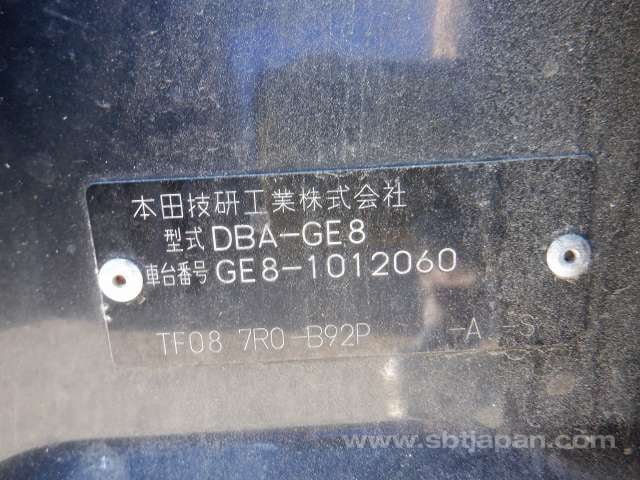 本田技研工業株式会社
型式 DBA-GE8
車台番号 GE8-1012060
TF08 7R0-B92P -A -S
www.sbtjapan.com